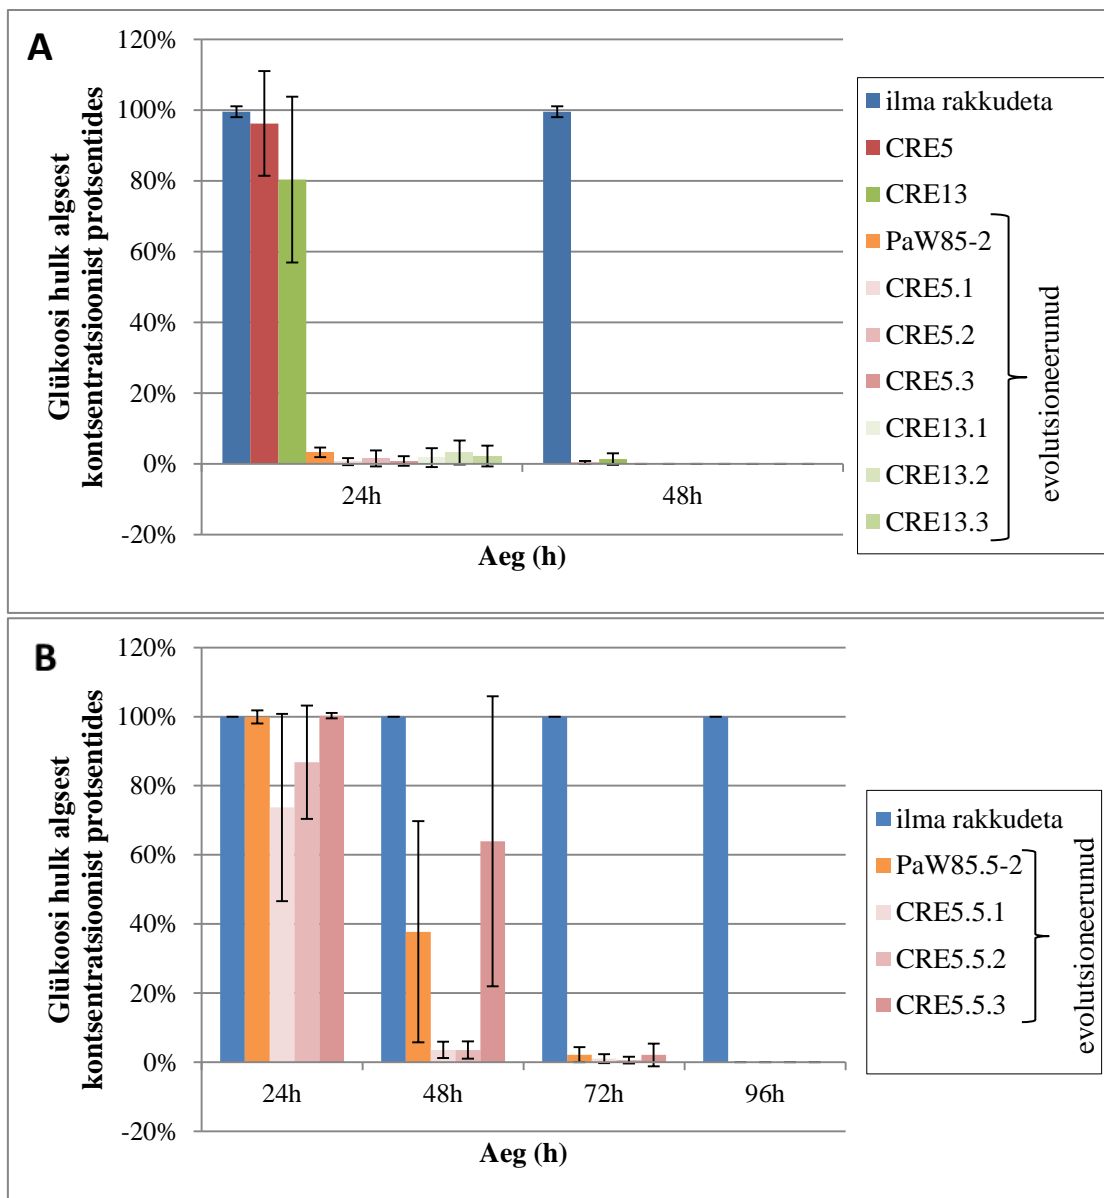 A
120%
100%
80%
60%
40%
20%
0%
-20%
Glükoosi hulk algsest
kontsentratsioonist protsentides
24h
48h
Aeg (h)
ilma rakkudeta
CRE5
CRE13
PaW85-2
CRE5.1
CRE5.2
CRE5.3
CRE13.1
CRE13.2
CRE13.3
evolutsioneerunud
B
120%
100%
80%
60%
40%
20%
0%
-20%
Glükoosi hulk algsest
kontsentratsioonist protsentides
24h
48h
72h
96h
Aeg (h)
ilma rakkudeta
PaW85.5-2
CRE5.5.1
CRE5.5.2
CRE5.5.3
evolutsioneerunud